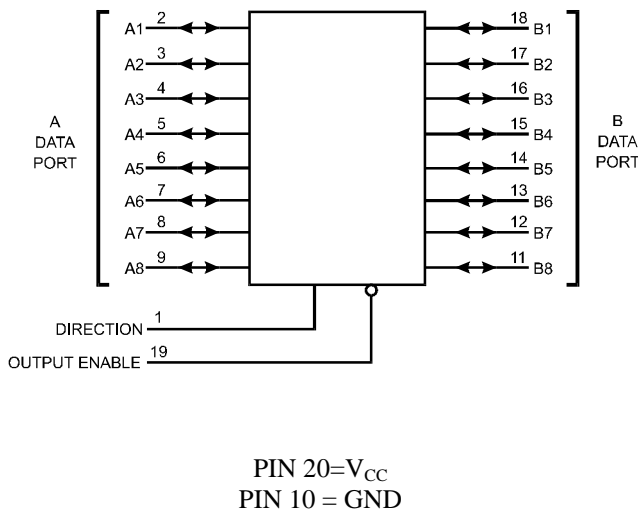 A1 2 18 B1
A2 3 17 B2
A3 4 16 B3
A4 5 15 B4
A5 6 14 B5
A6 7 13 B6
A7 8 12 B7
A8 9 11 B8
A
DATA
PORT
B
DATA
PORT
DIRECTION 1
OUTPUT ENABLE 19
PIN 20=VCC
PIN 10 = GND